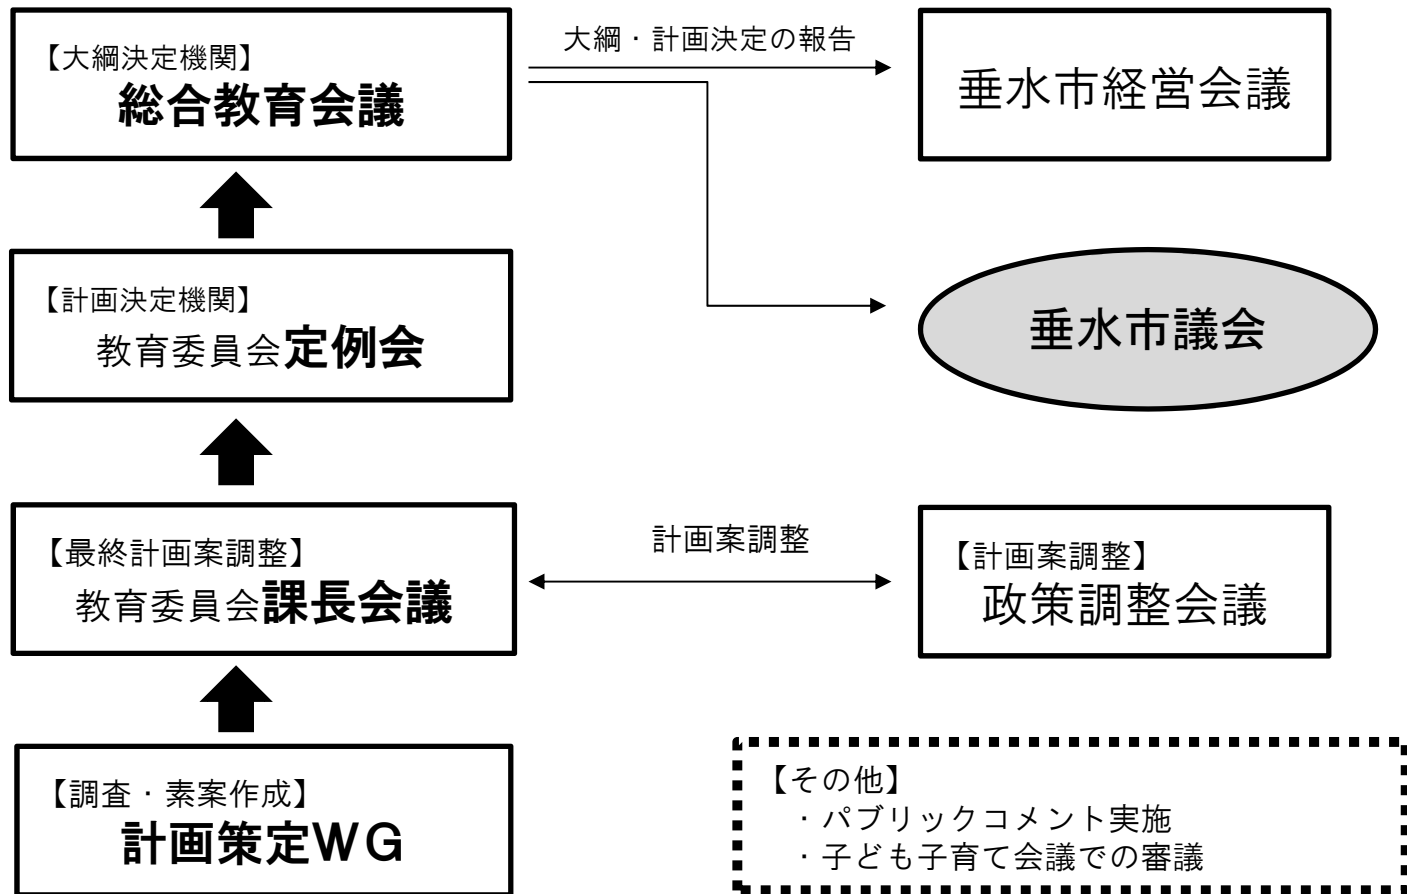 【大綱決定機関】
総合教育会議
大綱・計画決定の報告
垂水市経営会議
【計画決定機関】
教育委員会定例会
垂水市議会
【最終計画案調整】
教育委員会課長会議
計画案調整
【計画案調整】
政策調整会議
【調査・素案作成】
計画策定ＷＧ
【その他】
・パブリックコメント実施
・子ども子育て会議での審議